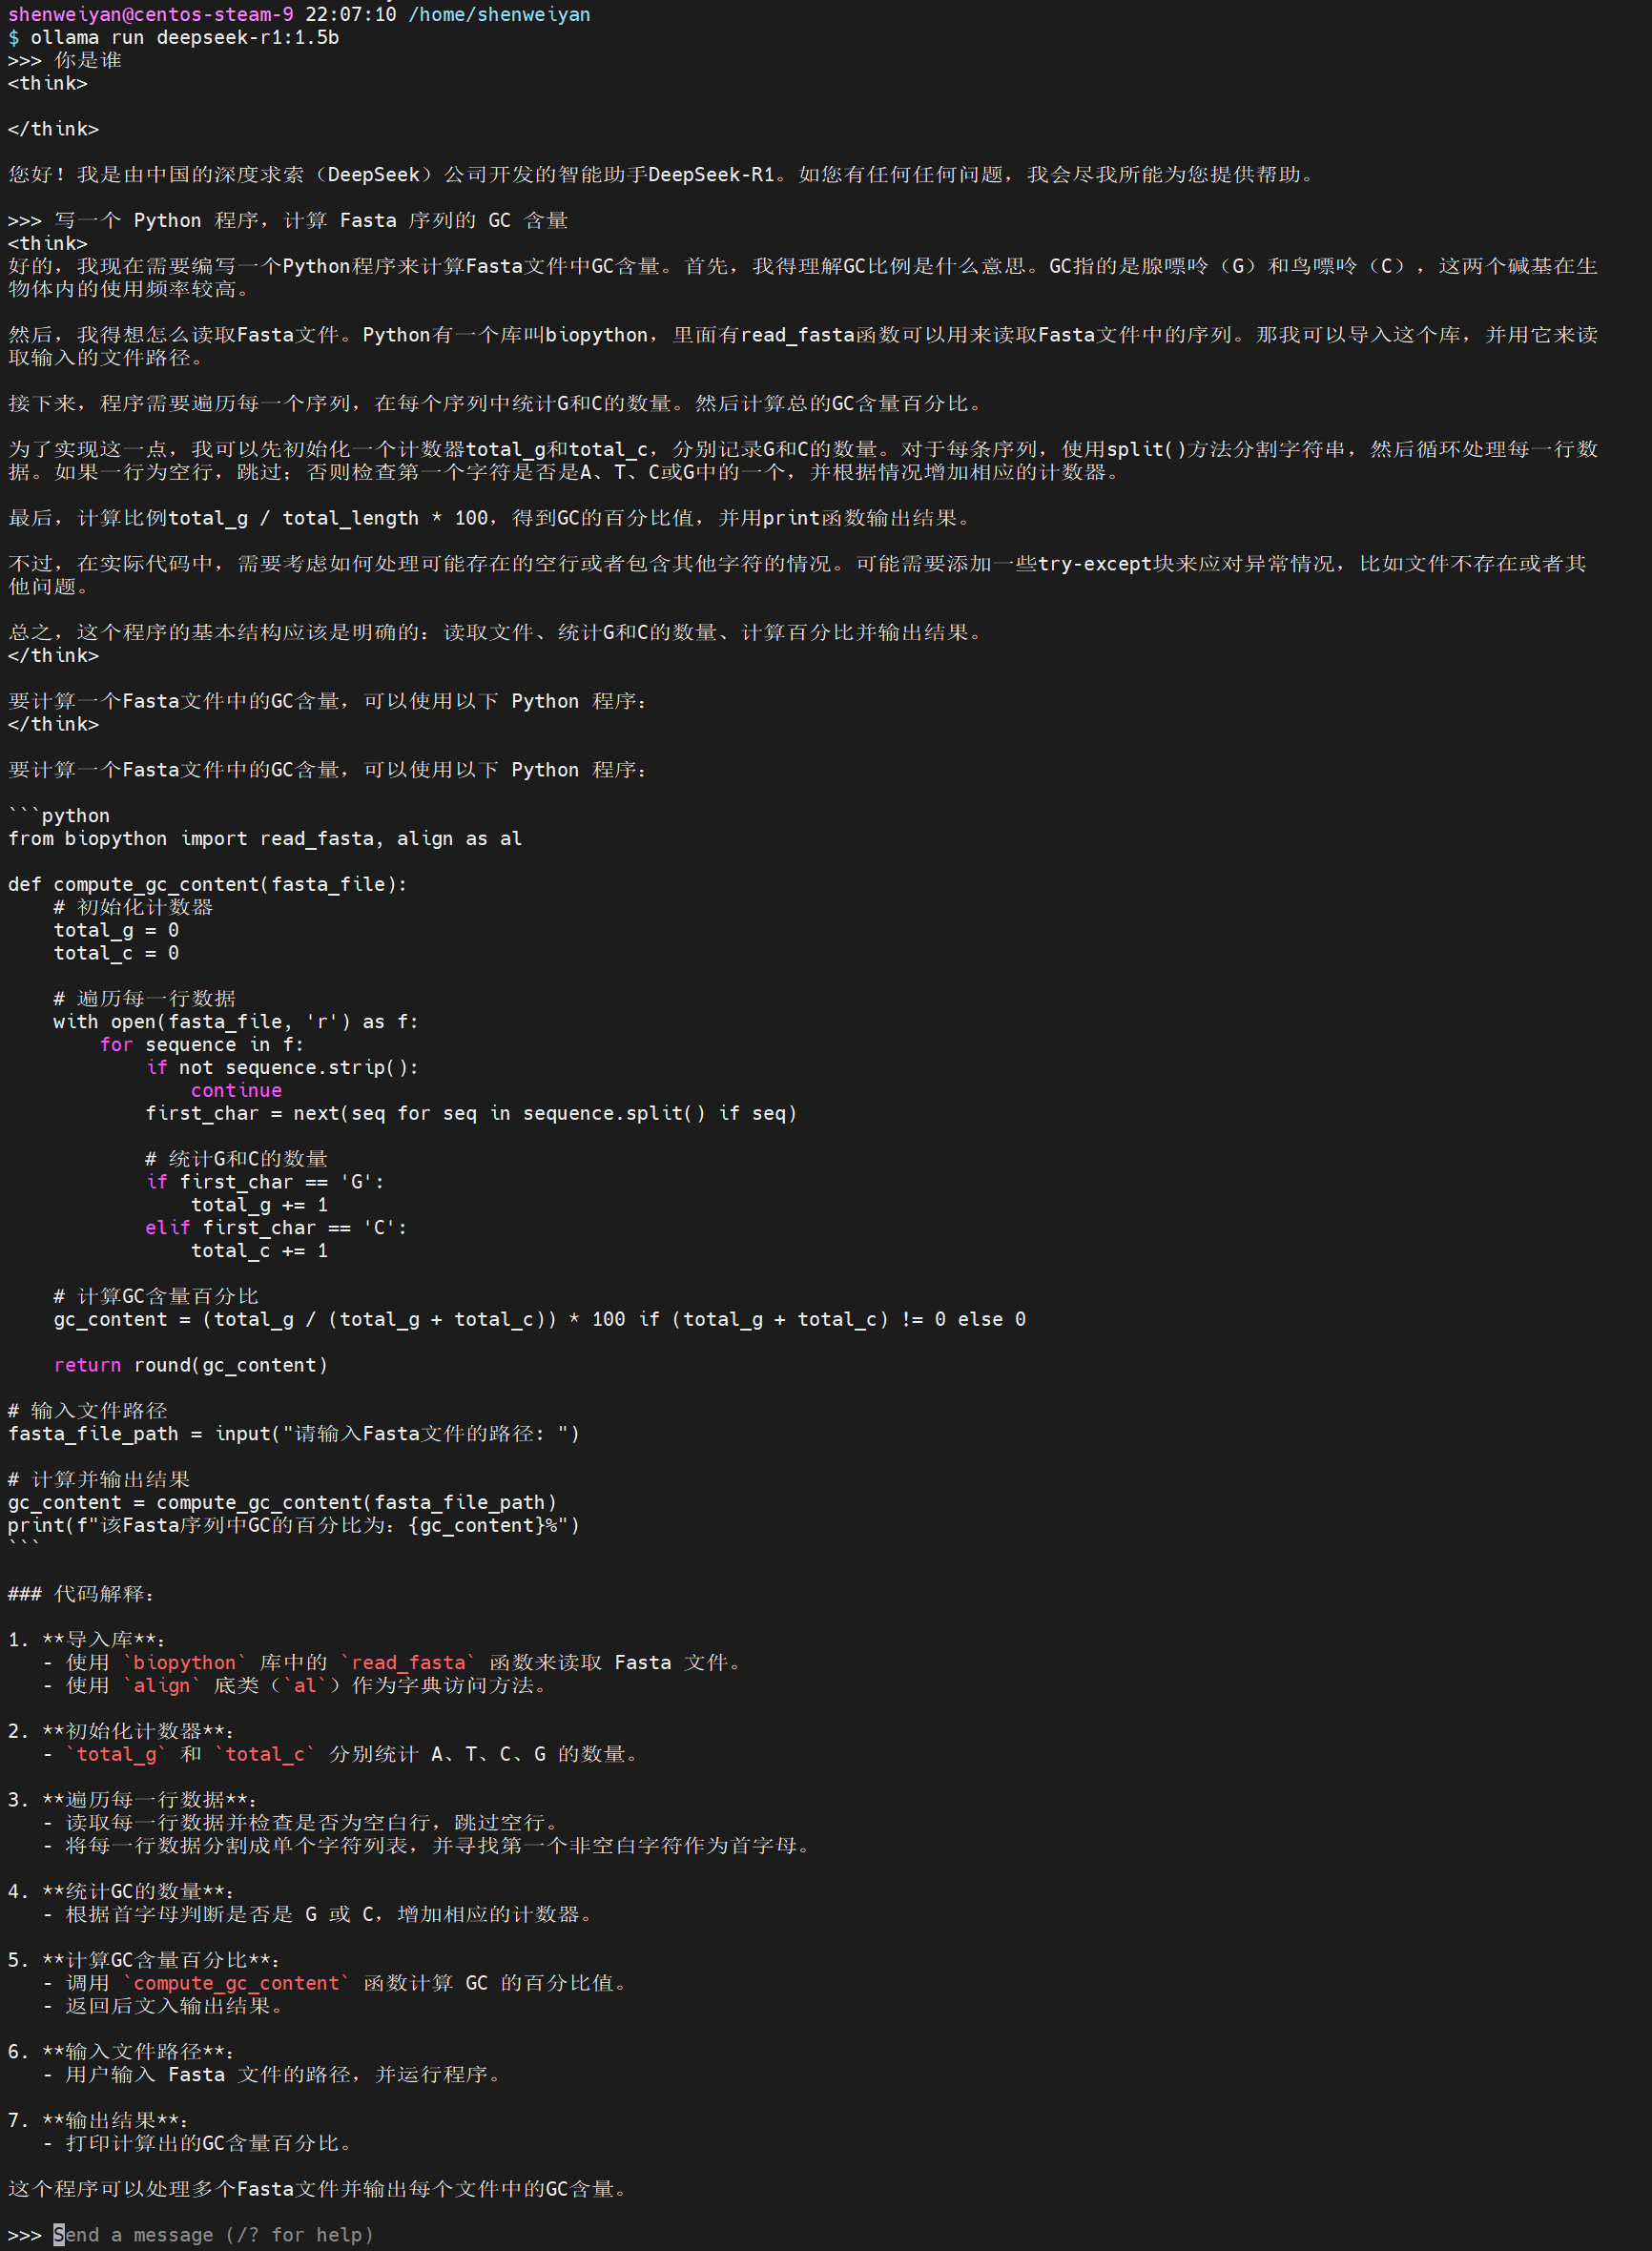 shenweiyan@centos-steam-9 22:07:10 /home/shenweiyan
$ ollama run deepseek-r1:1.5b
>>> 你是谁
<think>

</think>

您好！我是由中国的深度求索（DeepSeek）公司开发的智能助手DeepSeek-R1。如您有任何任何问题，我会尽我所能为您提供帮助。

>>> 写一个 Python 程序，计算 Fasta 序列的 GC 含量
<think>
好的，我现在需要编写一个Python程序来计算Fasta文件中GC含量。首先，我得理解GC比例是什么意思。GC指的是腺嘌呤（G）和鸟嘌呤（C），这两个碱基在生
物体内的使用频率较高。

然后，我得想怎么读取Fasta文件。Python有一个库叫biopython，里面有read_fasta函数可以用来读取Fasta文件中的序列。那我可以导入这个库，并用它来读
取输入的文件路径。

接下来，程序需要遍历每一个序列，在每个序列中统计G和C的数量。然后计算总的GC含量百分比。

为了实现这一点，我可以先初始化一个计数器total_g和total_c，分别记录G和C的数量。对于每条序列，使用split()方法分割字符串，然后循环处理每一行数
据。如果一行为空行，跳过；否则检查第一个字符是否是A、T、C或G中的一个，并根据情况增加相应的计数器。

最后，计算比例total_g / total_length * 100，得到GC的百分比值，并用print函数输出结果。

不过，在实际代码中，需要考虑如何处理可能存在的空行或者包含其他字符的情况。可能需要添加一些try-except块来应对异常情况，比如文件不存在或者其
他问题。

总之，这个程序的基本结构应该是明确的：读取文件、统计G和C的数量、计算百分比并输出结果。
</think>

要计算一个Fasta文件中的GC含量，可以使用以下 Python 程序：
</think>

要计算一个Fasta文件中的GC含量，可以使用以下 Python 程序：

```python
from biopython import read_fasta, align as al

def compute_gc_content(fasta_file):
    # 初始化计数器
    total_g = 0
    total_c = 0

    # 遍历每一行数据
    with open(fasta_file, 'r') as f:
        for sequence in f:
            if not sequence.strip():
                continue
            first_char = next(seq for seq in sequence.split() if seq)

            # 统计G和C的数量
            if first_char == 'G':
                total_g += 1
            elif first_char == 'C':
                total_c += 1

    # 计算GC含量百分比
    gc_content = (total_g / (total_g + total_c)) * 100 if (total_g + total_c) != 0 else 0

    return round(gc_content)

# 输入文件路径
fasta_file_path = input("请输入Fasta文件的路径: ")

# 计算并输出结果
gc_content = compute_gc_content(fasta_file_path)
print(f"该Fasta序列中GC的百分比为：{gc_content}%")
```

### 代码解释：

1. **导入库**：
   - 使用 `biopython` 库中的 `read_fasta` 函数来读取 Fasta 文件。
   - 使用 `align` 底类（`al`）作为字典访问方法。

2. **初始化计数器**：
   - `total_g` 和 `total_c` 分别统计 A、T、C、G 的数量。

3. **遍历每一行数据**：
   - 读取每一行数据并检查是否为空白行，跳过空行。
   - 将每一行数据分割成单个字符列表，并寻找第一个非空白字符作为首字母。

4. **统计GC的数量**：
   - 根据首字母判断是否是 G 或 C，增加相应的计数器。

5. **计算GC含量百分比**：
   - 调用 `compute_gc_content` 函数计算 GC 的百分比值。
   - 返回后文入输出结果。

6. **输入文件路径**：
   - 用户输入 Fasta 文件的路径，并运行程序。

7. **输出结果**：
   - 打印计算出的GC含量百分比。

这个程序可以处理多个Fasta文件并输出每个文件中的GC含量。

>>> Send a message (/? for help)